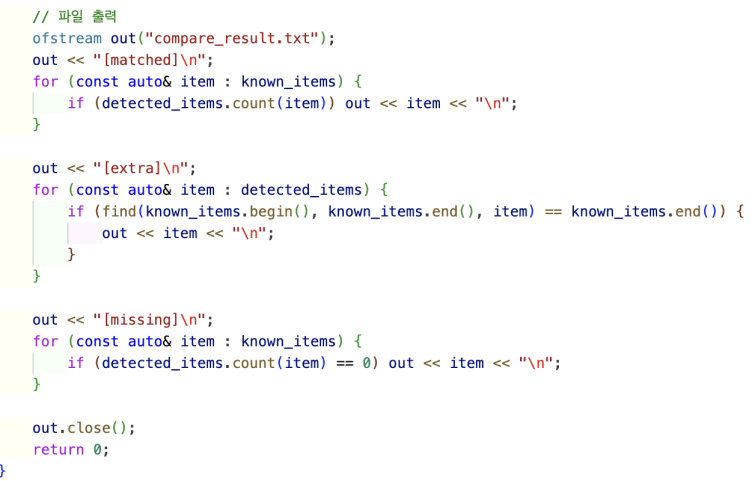 // 파일 출력
ofstream out("compare_result.txt");
out << "[matched]\n";
for (const auto& item : known_items) {
if (detected_items.count(item)) out << item << "\n";
}
out << "[extra]\n";
for (const auto& item : detected_items) {
if (find(known_items.begin(), known_items.end(), item) == known_items.end()) {
out << item << "\n";
}
}
out << "[missing]\n";
for (const auto& item : known_items) {
if (detected_items.count(item) == 0) out << item << "\n";
}
out.close();
return 0;
}